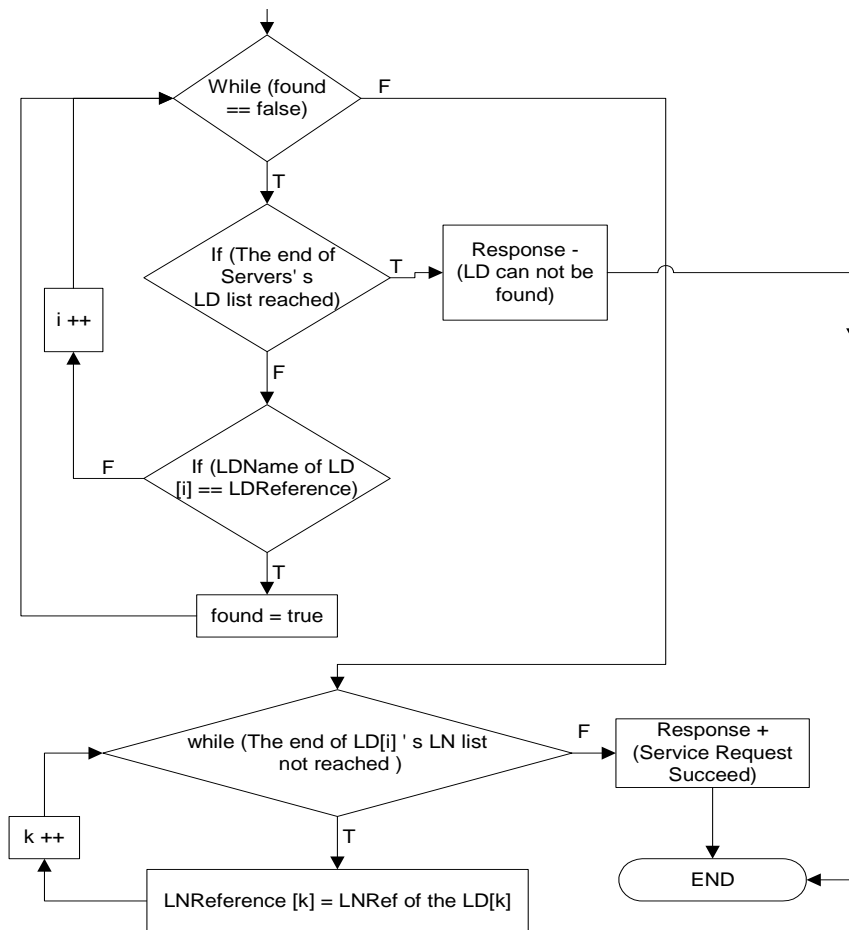 While (found
== false)
F
T
If (The end of
Servers' s
LD list reached)
T
Response -
(LD can not be
found)
i ++
F
If (LDName of LD
[i] == LDReference)
F
T
found = true
while (The end of LD[i] ' s LN list
not reached )
F
Response +
(Service Request
Succeed)
k ++
T
LNReference [k] = LNRef of the LD[k]
END